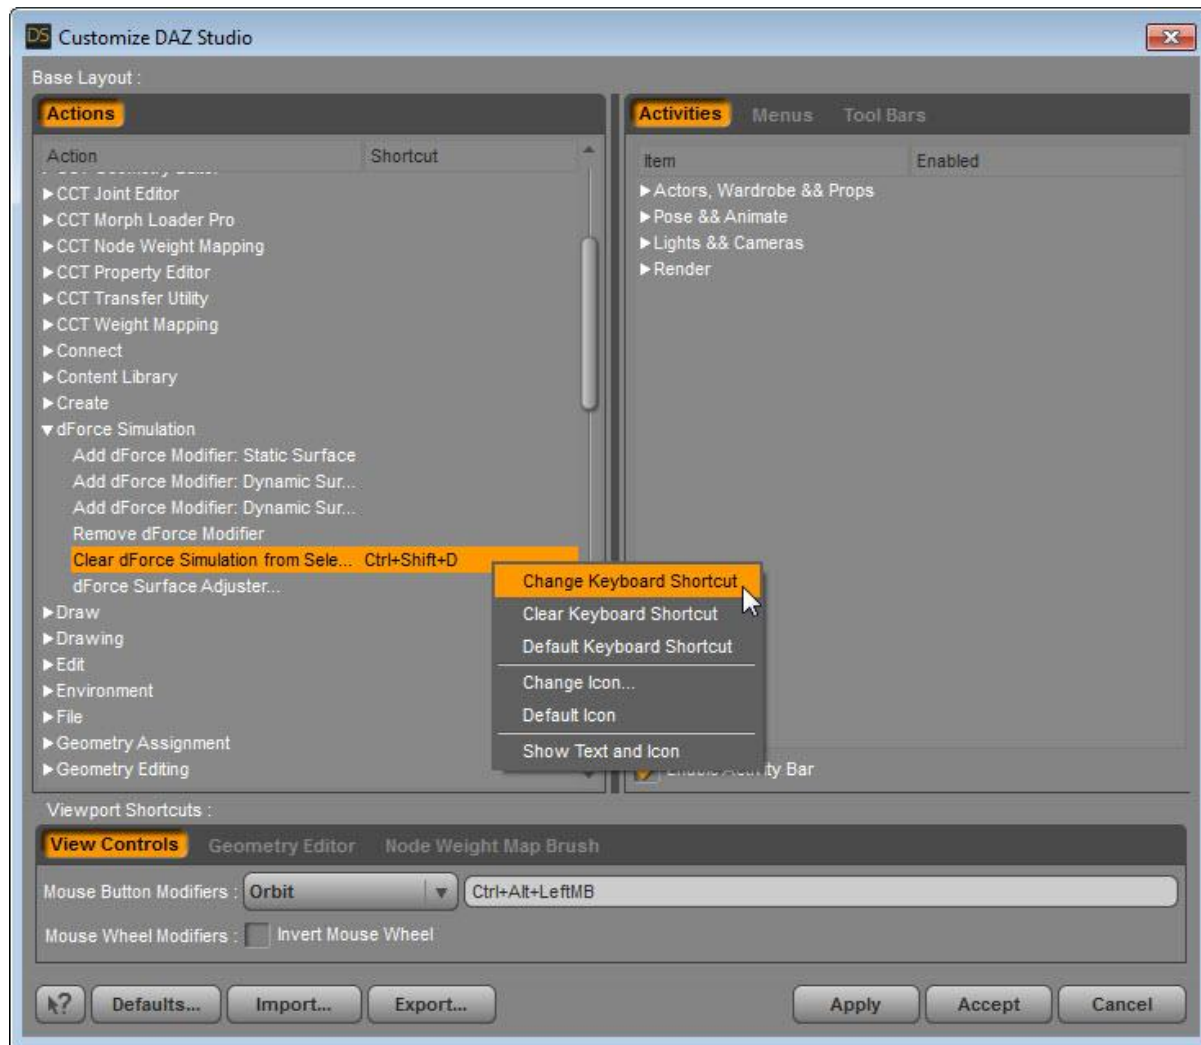 DS Customize DAZ Studio
Base Layout :
Actions
Action Shortcut
CCT Geometry Editor
CCT Joint Editor
CCT Morph Loader Pro
CCT Node Weight Mapping
CCT Property Editor
CCT Transfer Utility
CCT Weight Mapping
Connect
Content Library
Create
dForce Simulation
Add dForce Modifier: Static Surface
Add dForce Modifier: Dynamic Sur...
Add dForce Modifier: Dynamic Sur...
Remove dForce Modifier
Clear dForce Simulation from Sele... Ctrl+Shift+D
dForce Surface Adjuster...
Draw
Drawing
Edit
Environment
File
Geometry Assignment
Geometry Editing
Activities Menus Tool Bars
Item Enabled
Actors, Wardrobe && Props
Pose && Animate
Lights && Cameras
Render
Change Keyboard Shortcut
Clear Keyboard Shortcut
Default Keyboard Shortcut
Change Icon...
Default Icon
Show Text and Icon
Enable Activity Bar
Viewport Shortcuts :
View Controls Geometry Editor Node Weight Map Brush
Mouse Button Modifiers : Orbit Ctrl+Alt+LeftMB
Mouse Wheel Modifiers : Invert Mouse Wheel
? Defaults... Import... Export... Apply Accept Cancel